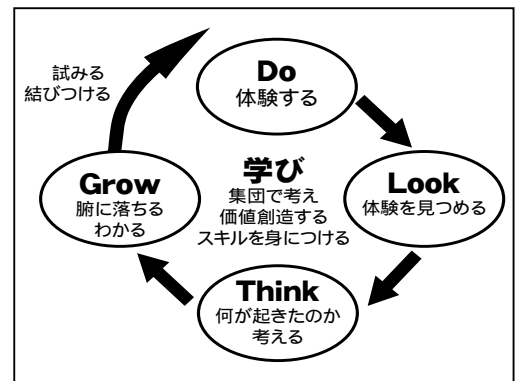 試みる
結びつける
Do
体験する
学び
集団で考え
価値創造する
スキルを身につける
Look
体験を見つめる
Think
何が起きたのか
考える
Grow
腑に落ちる
わかる